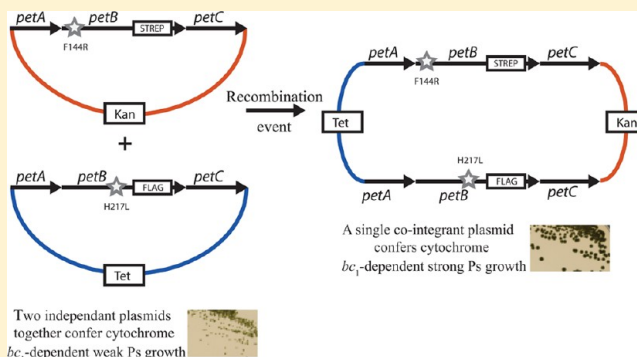 petA petB petC
STREP
F144R
Kan
+
petA petB petC
FLAG
H217L
Tet
Two independant plasmids
together confer cytochrome
bc1-dependent weak Ps growth
Recombination
event
petA petB petC
STREP
F144R
Tet
Kan
H217L
FLAG
petA petB petC
A single co-integrant plasmid
confers cytochrome
bc1-dependent strong Ps growth